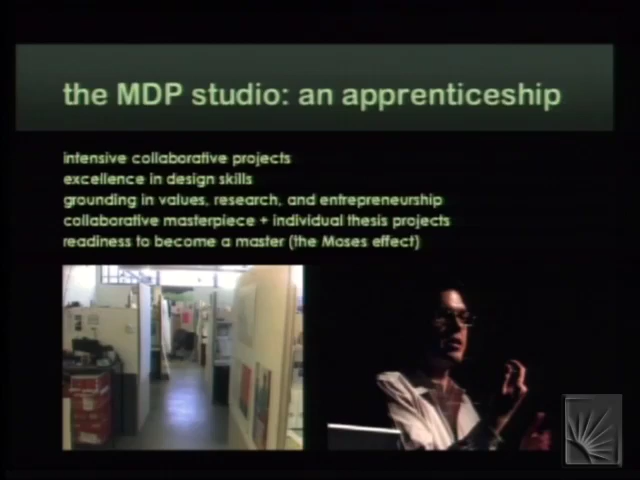 the MDP studio: an apprenticeship
intensive collaborative projects
excellence in design skills
grounding in values, research, and entrepreneurship
collaborative masterpiece + individual thesis projects
readiness to become a master (the Moses effect)